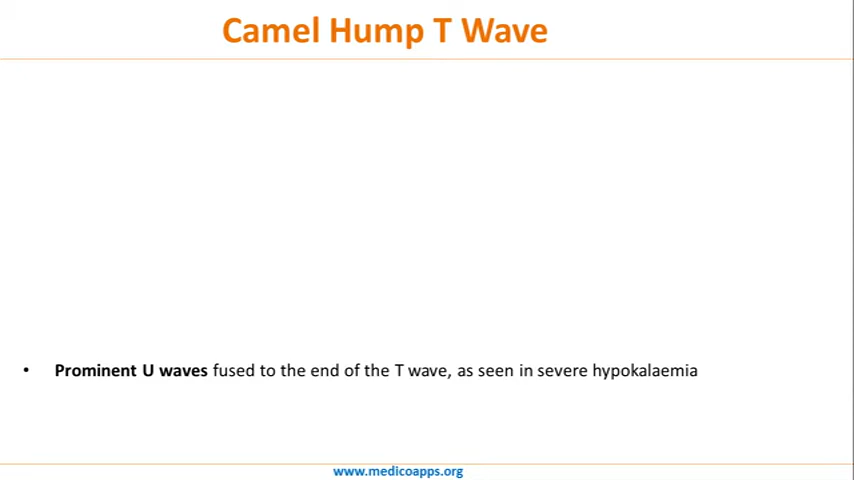 Camel Hump T Wave
• Prominent U waves fused to the end of the T wave, as seen in severe hypokalaemia
www.medicoapps.org